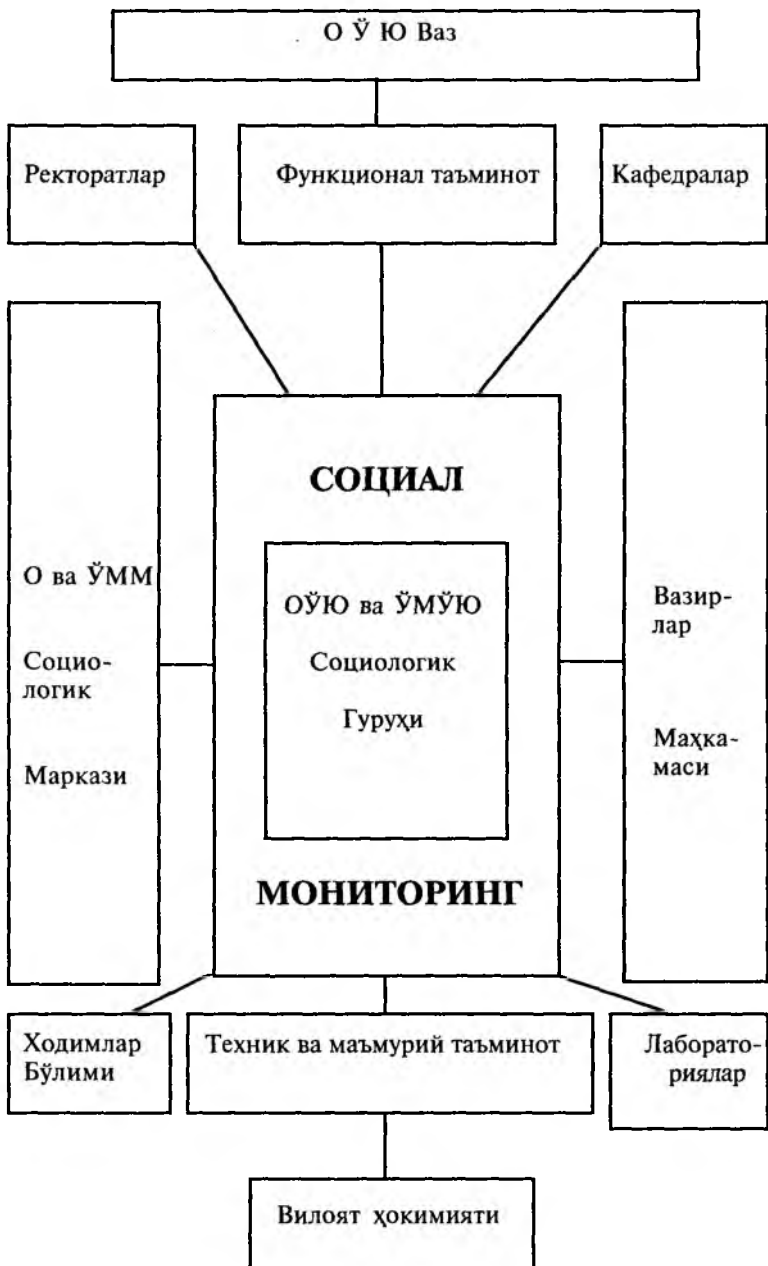 О Ў Ю Ваз
Ректоратлар
Функционал таъминот
Кафедралар
СОЦИАЛ
О ва ЎММ
Социо-
логик
Маркази
ОЎЮ ва ЎМЎЮ
Социологик
Гуруҳи
Вазир-
лар
Маҳка-
маси
МОНИТОРИНГ
Ходимлар
Бўлими
Техник ва маъмурий таъминот
Лаборато-
риялар
Вилоят ҳокимияти